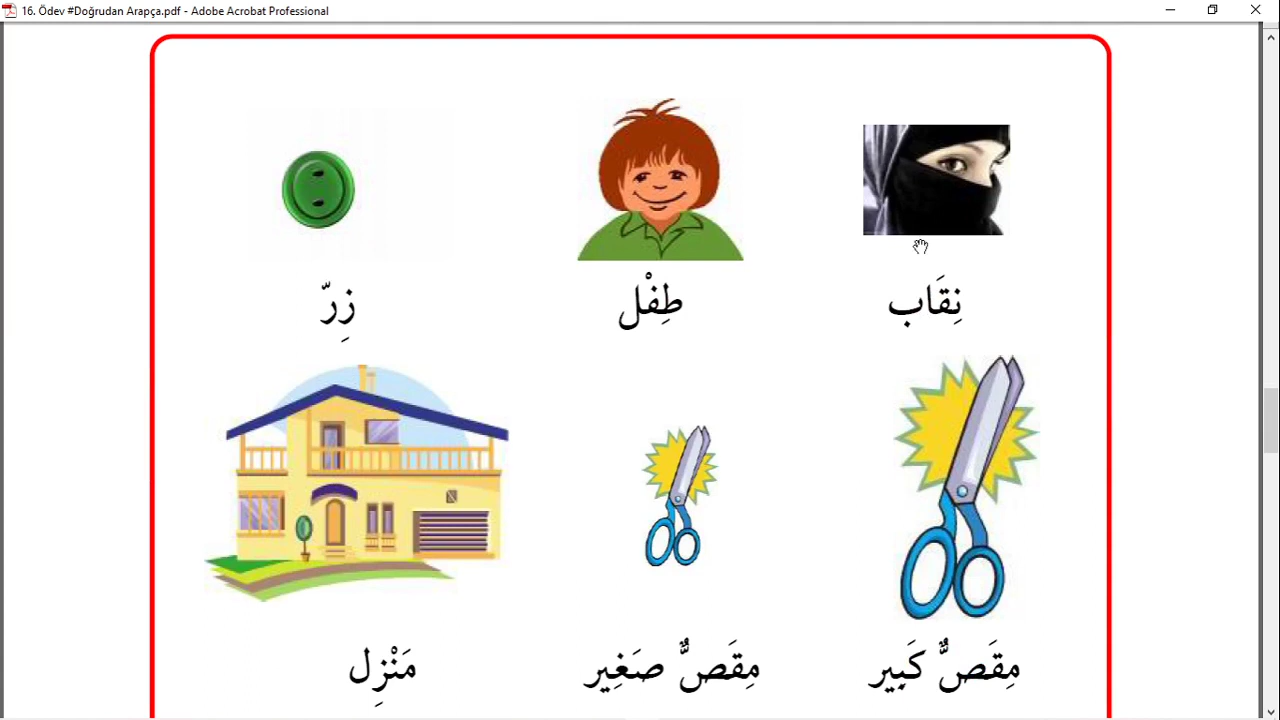 16. Ödev #Doğrudan Arapça.pdf - Adobe Acrobat Professional
نِقَاب
طِفْل
زِرّ
مِقَصٌّ كَبِير
مِقَصٌّ صَغِير
مَنْزِل